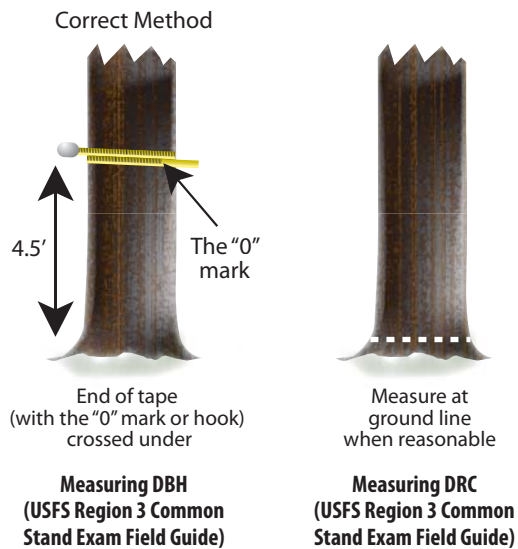 Correct Method
4.5’
The “0”
mark
End of tape
(with the “0” mark or hook)
crossed under
Measuring DBH
(USFS Region 3 Common
Stand Exam Field Guide)
Measure at
ground line
when reasonable
Measuring DRC
(USFS Region 3 Common
Stand Exam Field Guide)